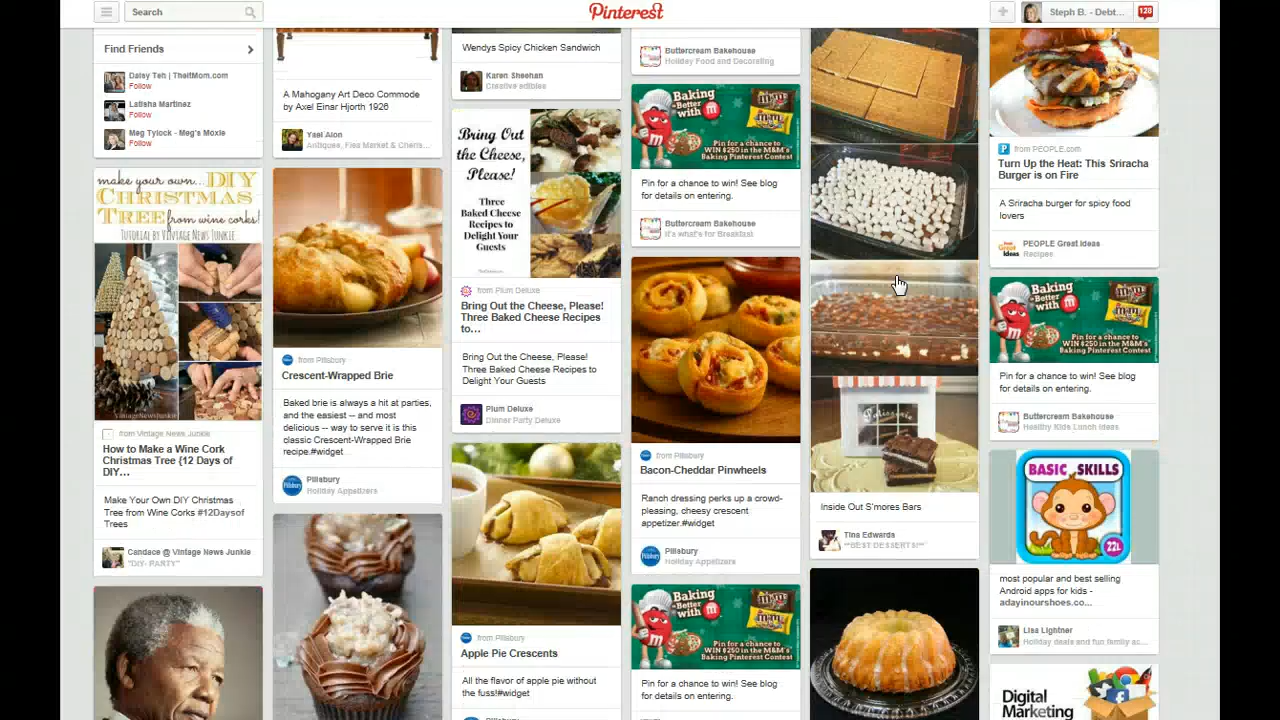 Search
Pinterest
Steph B. - Debt...
128
Find Friends
Daisy Teh | TheitMom.com
Follow
Latisha Martinez
Follow
Meg Tylock - Meg's Moxie
Follow
make your own... DIY
CHRISTMAS
TREE from wine corks!
TUTORIAL BY VINTAGE NEWS JUNKIE
VINTAGENEWSJUNKIE
from Vintage News Junkie
How to Make a Wine Cork
Christmas Tree {12 Days of
DIY...
Make Your Own DIY Christmas
Tree from Wine Corks #12Daysof
Trees
Candace @ Vintage News Junkie
"DIY- PARTY"
A Mahogany Art Deco Commode
by Axel Einar Hjorth 1926
Yael Alon
Antiques, Flea Market & Cheris...
from Pillsbury
Crescent-Wrapped Brie
Baked brie is always a hit at parties,
and the easiest -- and most
delicious -- way to serve it is this
classic Crescent-Wrapped Brie
recipe.#widget
Pillsbury
Holiday Appetizers
Wendys Spicy Chicken Sandwich
Karen Sheehan
Creative edibles
Bring Out
the Cheese,
Please!
Three
Baked Cheese
Recipes to
Delight Your
Guests
from Plum Deluxe
Bring Out the Cheese, Please!
Three Baked Cheese Recipes
to...
Bring Out the Cheese, Please!
Three Baked Cheese Recipes to
Delight Your Guests
Plum Deluxe
Dinner Party Deluxe
from Pillsbury
Apple Pie Crescents
All the flavor of apple pie without
the fuss!#widget
Pillsbury
Buttercream Bakehouse
Holiday Food and Decorating
Baking
Better
with m
Pin for a chance to
WIN $250 in the M&M's
Baking Pinterest Contest
Pin for a chance to win! See blog
for details on entering.
Buttercream Bakehouse
It's what's for Breakfast
from Pillsbury
Bacon-Cheddar Pinwheels
Ranch dressing perks up a crowd-
pleasing, cheesy crescent
appetizer.#widget
Pillsbury
Holiday Appetizers
Baking
Better
with m
Pin for a chance to
WIN $250 in the M&M's
Baking Pinterest Contest
Pin for a chance to win! See blog
for details on entering.
Patisserie
Inside Out S'mores Bars
Tina Edwards
**BEST DESSERTS!**
from PEOPLE.com
Turn Up the Heat: This Sriracha
Burger is on Fire
A Sriracha burger for spicy food
lovers
PEOPLE Great Ideas
Recipes
Baking
Better
with m
Pin for a chance to
WIN $250 in the M&M's
Baking Pinterest Contest
Pin for a chance to win! See blog
for details on entering.
Buttercream Bakehouse
Healthy Kids Lunch Ideas
BASIC SKILLS
22L
most popular and best selling
Android apps for kids -
adayinourshoes.co...
Lisa Lightner
Holiday deals and fun family ac...
Digital
Marketing